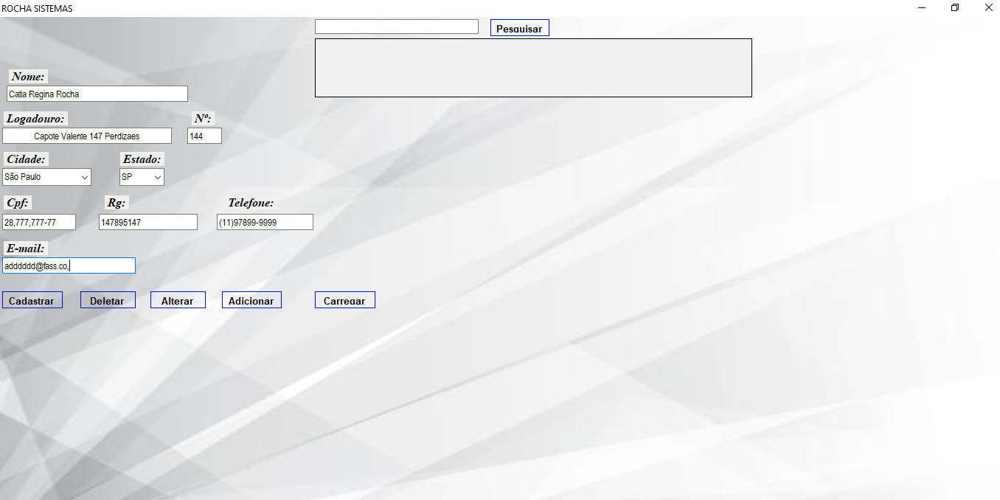 ROCHA SISTEMAS
Pesquisar
Nome:
Catia Regina Rocha
Logadouro: Nº:
Capote Valente 147 Perdizaes 144
Cidade: Estado:
São Paulo SP
Cpf: Rg: Telefone:
28,777,777-77 147895147 (11)97899-9999
E-mail:
adddddd@fass.co,
Cadastrar Deletar Alterar Adicionar Carregar